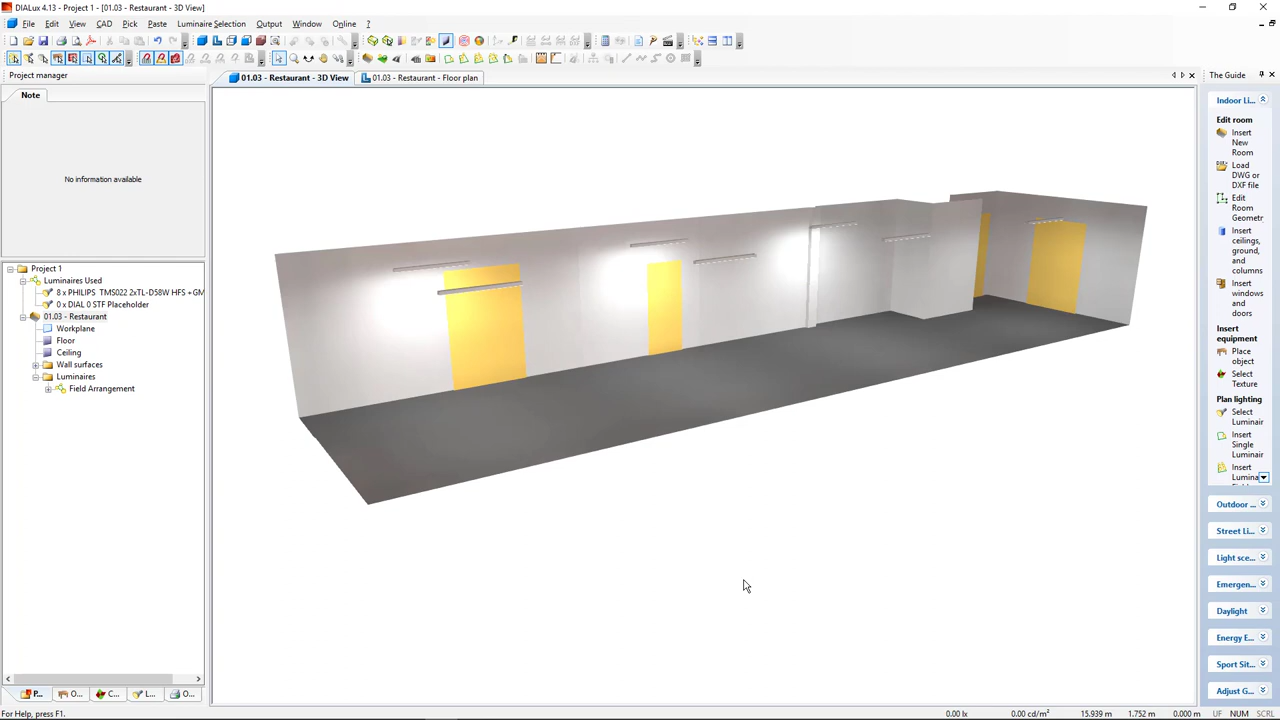 DIALux 4.13 - Project 1 - [01.03 - Restaurant - 3D View]
File Edit View CAD Pick Paste Luminaire Selection Output Window Online ?
Project manager
01.03 - Restaurant - 3D View
01.03 - Restaurant - Floor plan
The Guide
Note
No information available
Project 1
Luminaires Used
8 x PHILIPS TMS022 2xTL-D58W HFS +GM
0 x DIAL 0 STF Placeholder
01.03 - Restaurant
Workplane
Floor
Ceiling
Wall surfaces
Luminaires
Field Arrangement
P...
O...
C...
L...
O...
Indoor Li...
Edit room
Insert
New
Room
Load
DWG or
DXF file
Edit
Room
Geometr
Insert
ceilings,
ground,
and
columns
Insert
windows
and
doors
Insert
equipment
Place
object
Select
Texture
Plan lighting
Select
Luminair
Insert
Single
Luminair
Insert
Lumina
Outdoor ...
Street Li...
Light sce...
Emergen...
Daylight
Energy E...
Sport Sit...
Adjust G...
For Help, press F1.
0.00 lx 0.00 cd/m² 15.939 m 1.752 m 0.000 m UF NUM SCRL